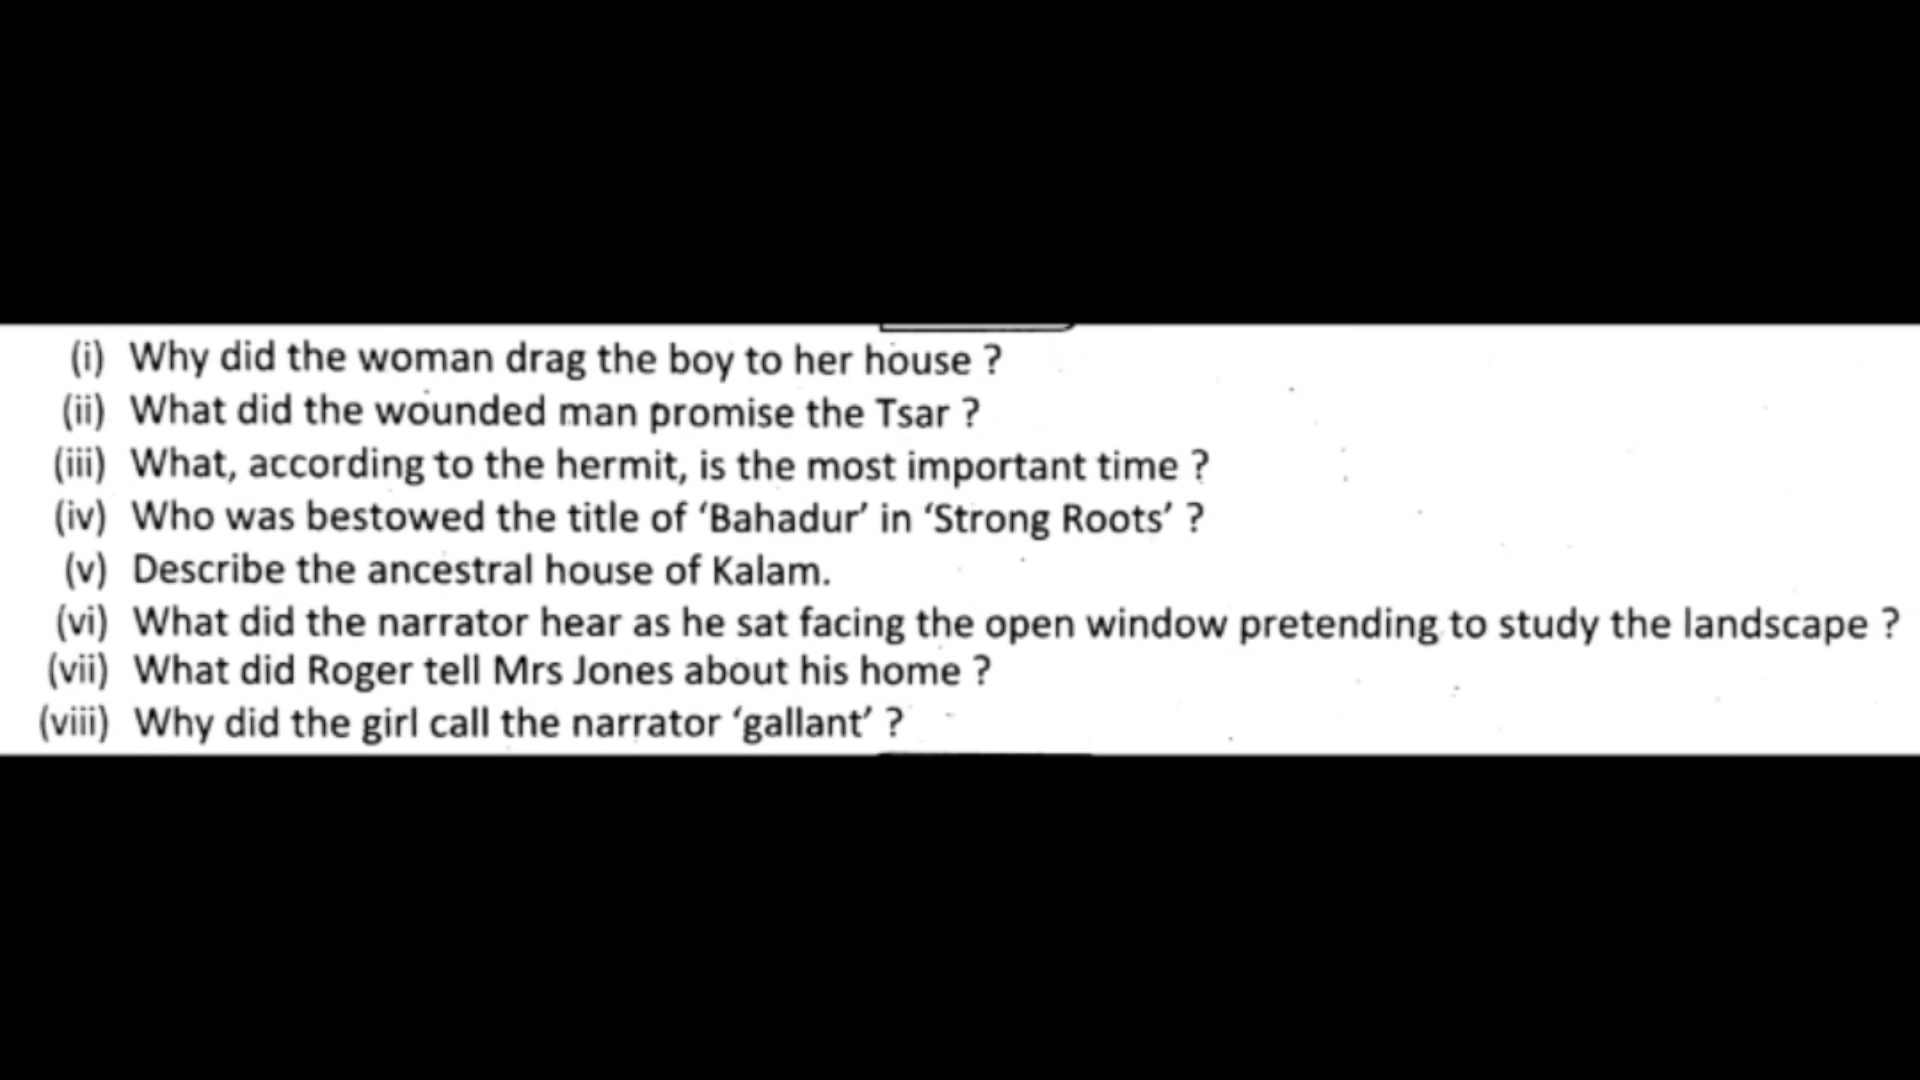 (i) Why did the woman drag the boy to her house ?
(ii) What did the wounded man promise the Tsar ?
(iii) What, according to the hermit, is the most important time ?
(iv) Who was bestowed the title of ‘Bahadur’ in ‘Strong Roots’ ?
(v) Describe the ancestral house of Kalam.
(vi) What did the narrator hear as he sat facing the open window pretending to study the landscape ?
(vii) What did Roger tell Mrs Jones about his home ?
(viii) Why did the girl call the narrator ‘gallant’ ?